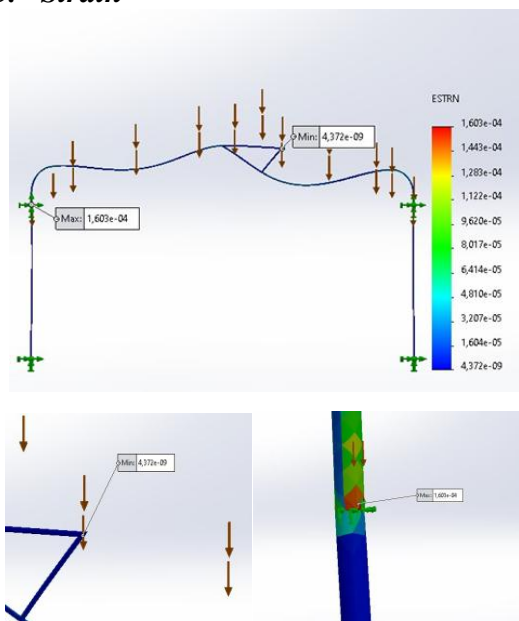 Strain
ESTRN
1,603e-04
1,443e-04
1,283e-04
1,122e-04
9,620e-05
8,017e-05
6,414e-05
4,810e-05
3,207e-05
1,604e-05
4,372e-09
Min: 4,372e-09
Max: 1,603e-04
Min: 4,372e-09
Max: 1,603e-04